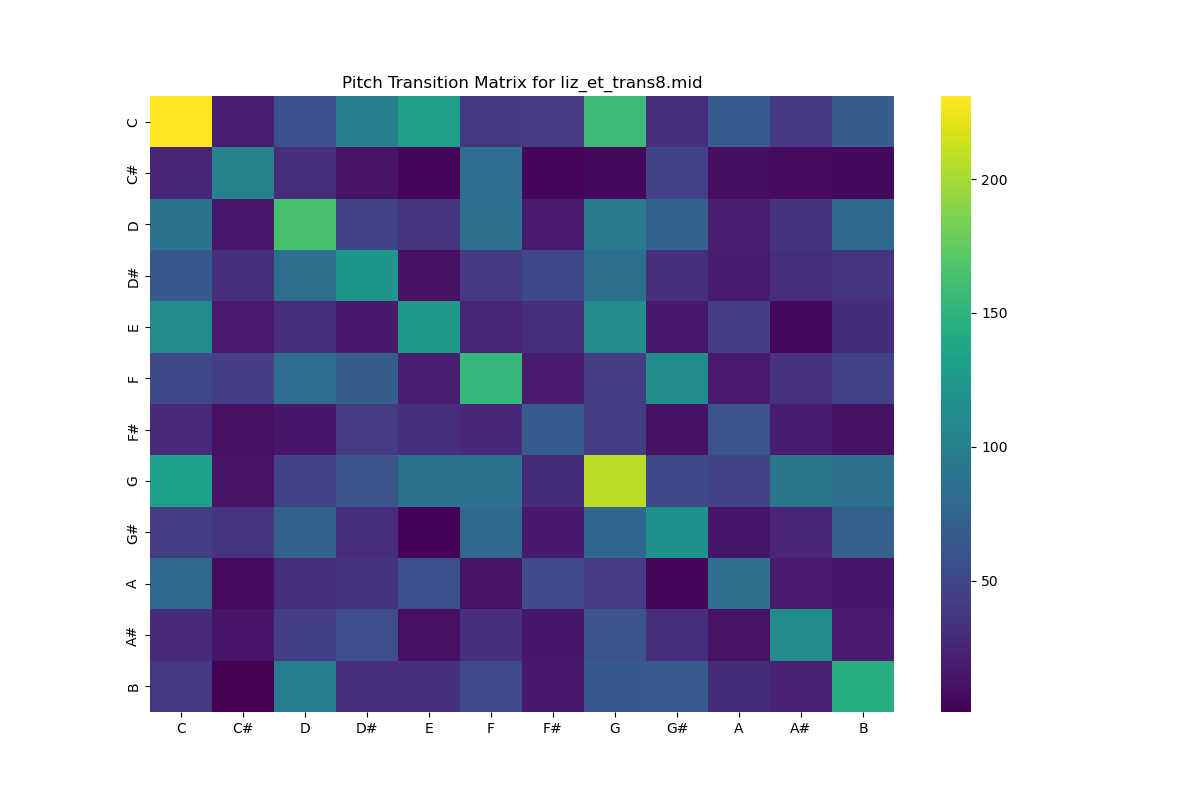 Pitch Transition Matrix for liz_et_trans8.mid
C
C#
D
D#
E
F
F#
G
G#
A
A#
B
C C# D D# E F F# G G# A A# B
200
150
100
50